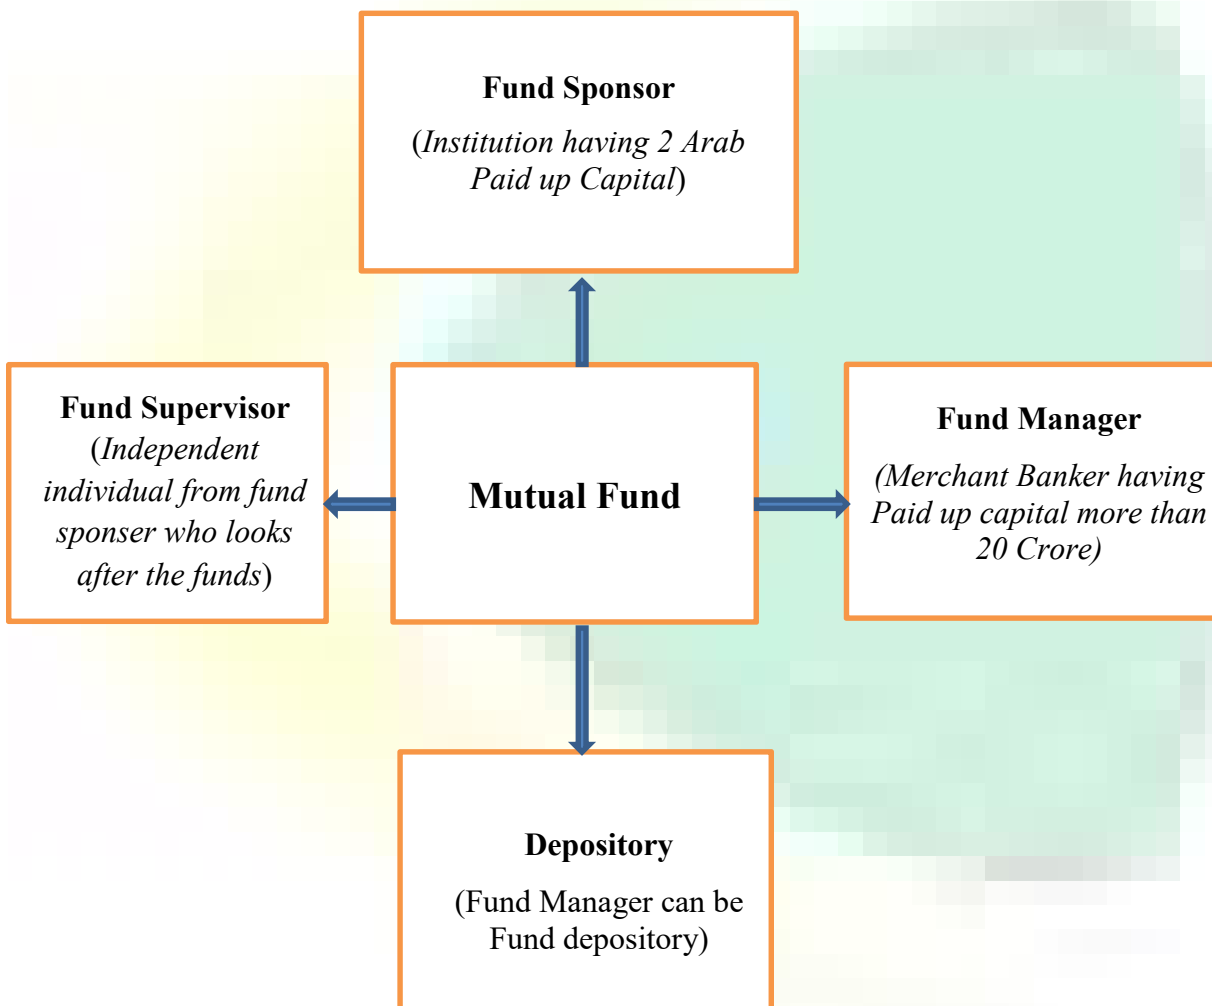 Fund Sponsor
(Institution having 2 Arab
Paid up Capital)
Fund Supervisor
(Independent
individual from fund
sponser who looks
after the funds)
Mutual Fund
Fund Manager
(Merchant Banker having
Paid up capital more than
20 Crore)
Depository
(Fund Manager can be
Fund depository)